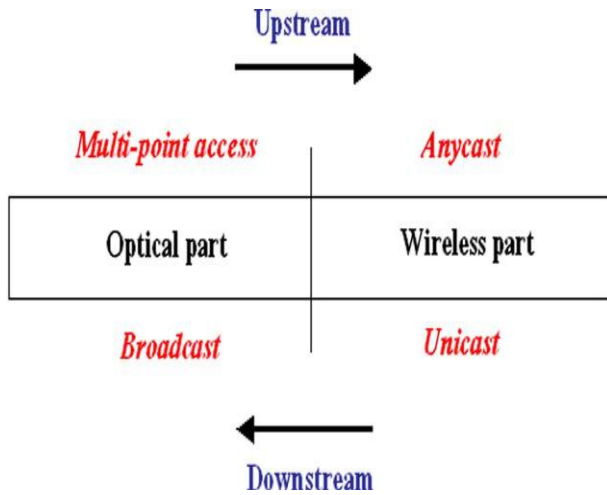 Upstream
Multi-point access Anycast
Optical part Wireless part
Broadcast Unicast
Downstream